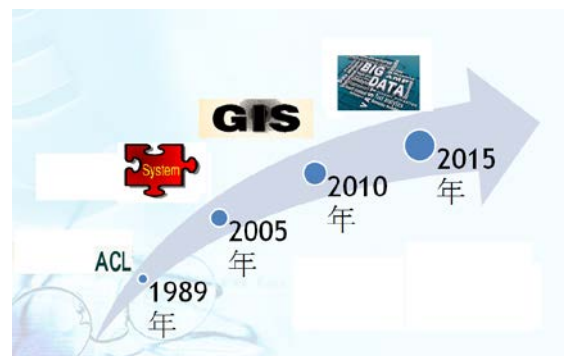 BIG
DATA
GIS
System
2015
年
2010
年
2005
年
ACL
1989
年